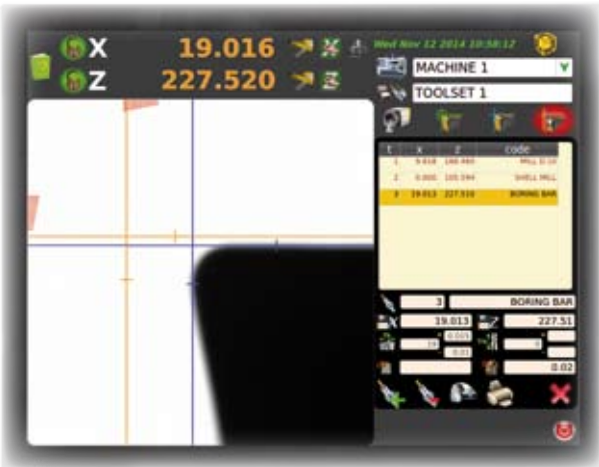 X 19.016
Wed Nov 12 2014 10:58:12
Z 227.520
MACHINE 1
TOOLSET 1
t x z code
1 9.018
2 0.000 SHELL MILL
3 19.013 227.510 BORING BAR
3 BORING BAR
X 19.013 Z 227.51
0.02